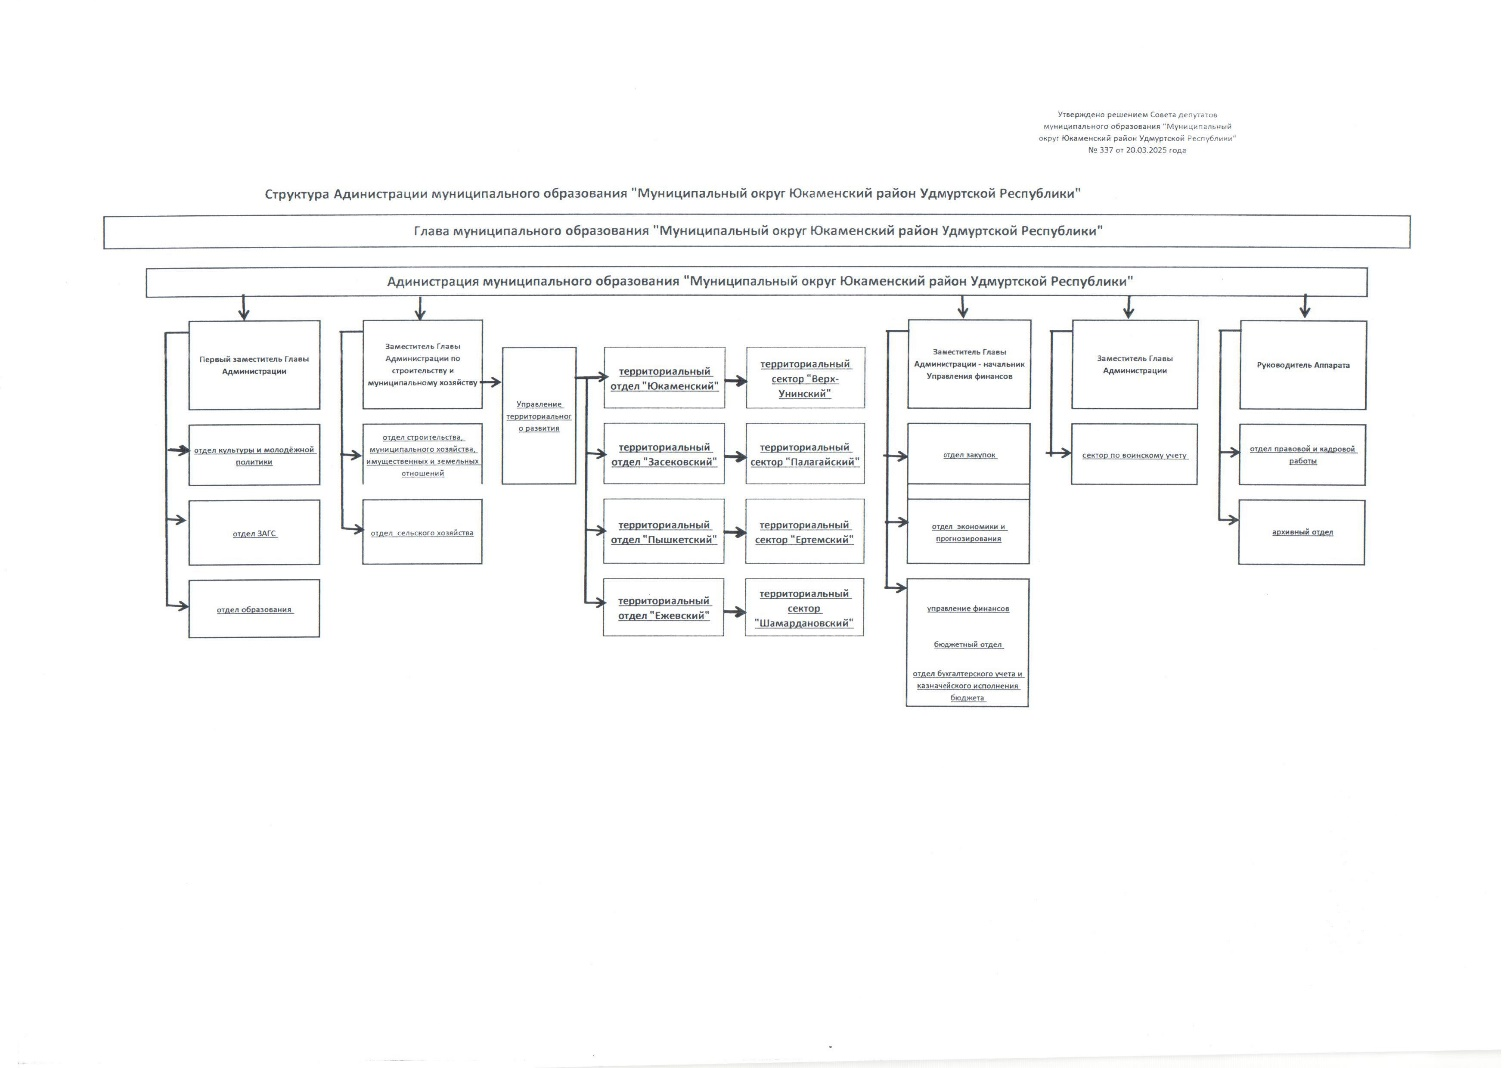 Утверждено решением Совета депутатов
муниципального образования "Муниципальный
округ Юкаменский район Удмуртской Республики"
№ 337 от 20.03.2025 года
Структура Адинистрации муниципального образования "Муниципальный округ Юкаменский район Удмуртской Республики"
Глава муниципального образования "Муниципальный округ Юкаменский район Удмуртской Республики"
Адинистрация муниципального образования "Муниципальный округ Юкаменский район Удмуртской Республики"
Первый заместитель Главы
Администрации
отдел культуры и молодёжной
политики
отдел ЗАГС
отдел образования
Заместитель Главы
Администрации по
строительству и
муниципальному хозяйству
отдел строительства,
муниципального хозяйства,
имущественных и земельных
отношений
отдел сельского хозяйства
Управление
территориальног
о развития
территориальный
отдел "Юкаменский"
территориальный
сектор "Верх-
Унинский"
территориальный
отдел "Засековский"
территориальный
сектор "Палагайский"
территориальный
отдел "Пышкетский"
территориальный
сектор "Ертемский"
территориальный
отдел "Ежевский"
территориальный
сектор
"Шамардановский"
Заместитель Главы
Администрации - начальник
Управления финансов
отдел закупок
отдел экономики и
прогнозирования
управление финансов
бюджетный отдел
отдел бухгалтерского учета и
казначейского исполнения
бюджета
Заместитель Главы
Администрации
сектор по воинскому учету
Руководитель Аппарата
отдел правовой и кадровой
работы
архивный отдел